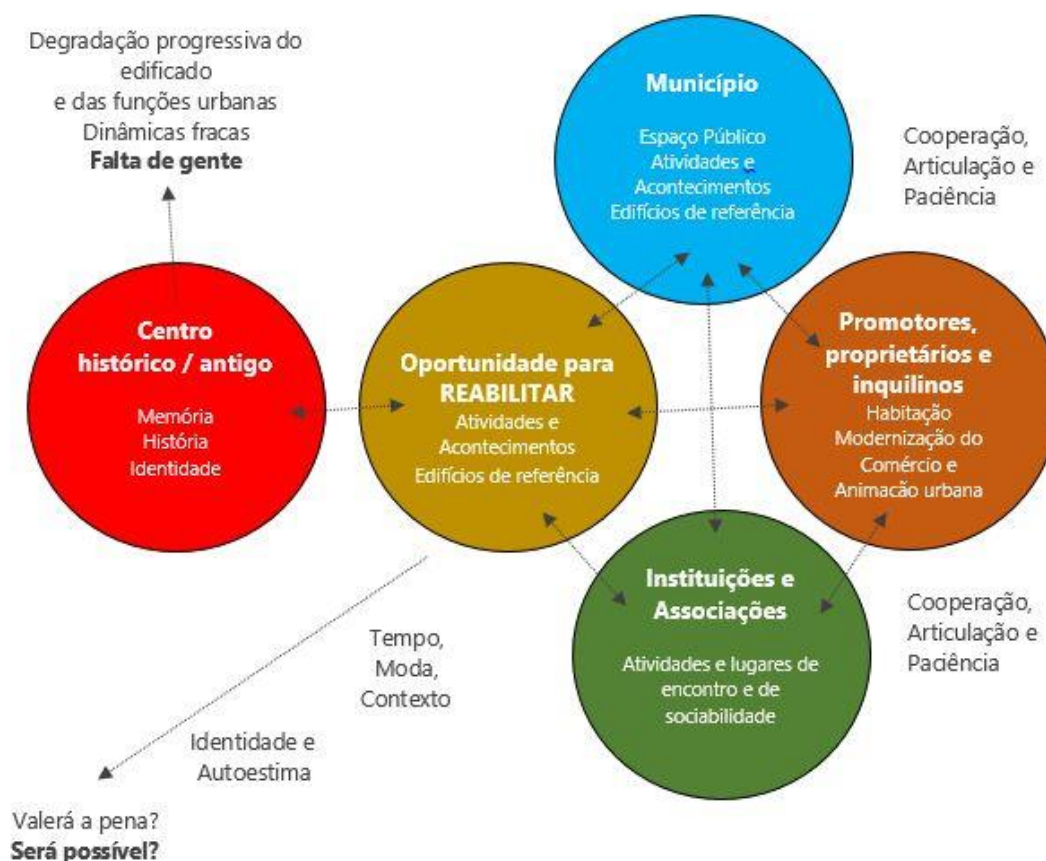 Degradação progressiva do
edificado
e das funções urbanas
Dinâmicas fracas
Falta de gente
Município
Espaço Público
Atividades e
Acontecimentos
Edifícios de referência
Cooperação,
Articulação e
Paciência
Centro
histórico / antigo
Memória
História
Identidade
Oportunidade para
REABILITAR
Atividades e
Acontecimentos
Edifícios de referência
Promotores,
proprietários e
inquilinos
Habitação
Modernização do
Comércio e
Animacão urbana
Instituições e
Associações
Atividades e lugares de
encontro e de
sociabilidade
Cooperação,
Articulação e
Paciência
Tempo,
Moda,
Contexto
Identidade e
Autoestima
Valerá a pena?
Será possível?